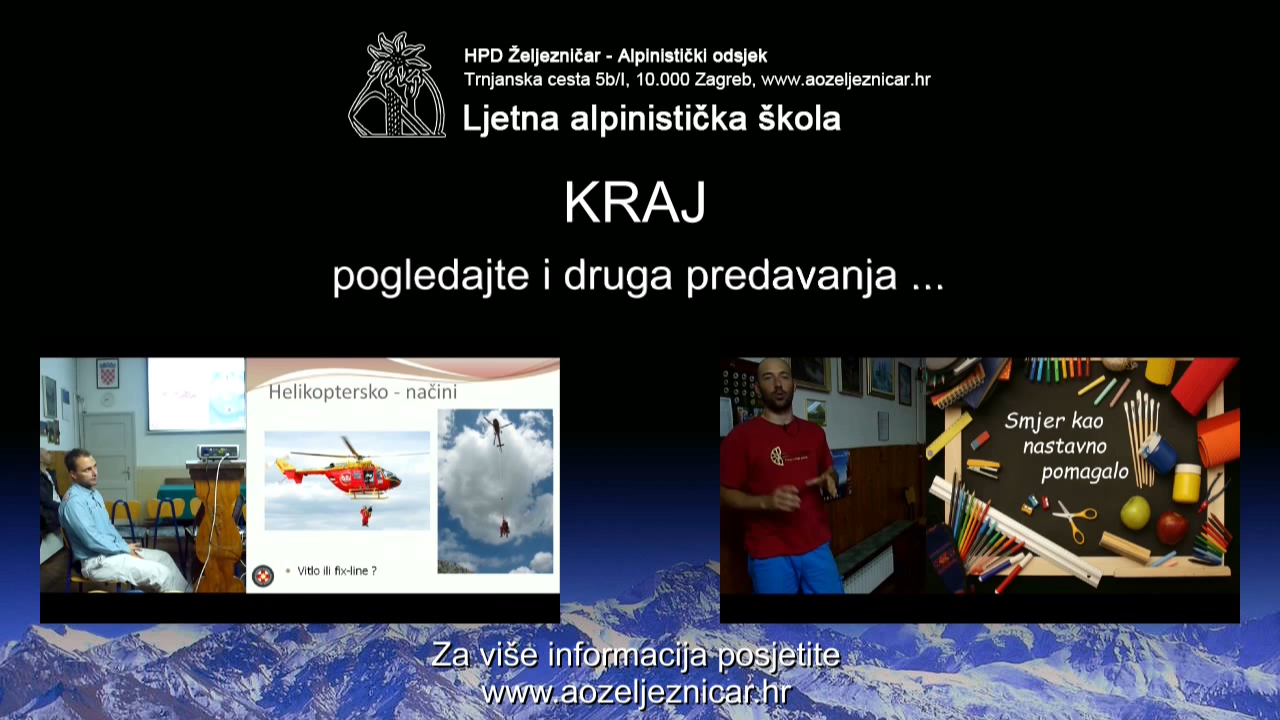 HPD Željezničar - Alpinistički odsjek
Trnjanska cesta 5b/I, 10.000 Zagreb, www.aozeljeznicar.hr
Ljetna alpinistička škola
KRAJ
pogledajte i druga predavanja ...
Helikoptersko - načini
Vitlo ili fix-line ?
Smjer kao
nastavno
pomagalo
Za više informacija posjetite
www.aozeljeznicar.hr